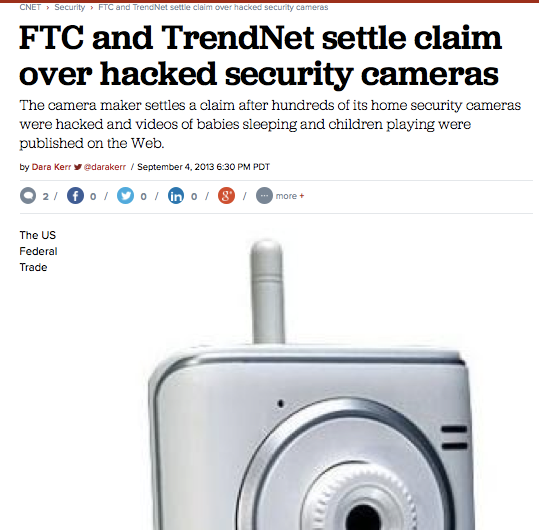 CNET › Security › FTC and TrendNet settle claim over hacked security cameras
FTC and TrendNet settle claim
over hacked security cameras
The camera maker settles a claim after hundreds of its home security cameras
were hacked and videos of babies sleeping and children playing were
published on the Web.
by Dara Kerr @darakerr / September 4, 2013 6:30 PM PDT
2 / f 0 / 0 / in 0 / g+ / ... more +
The US
Federal
Trade